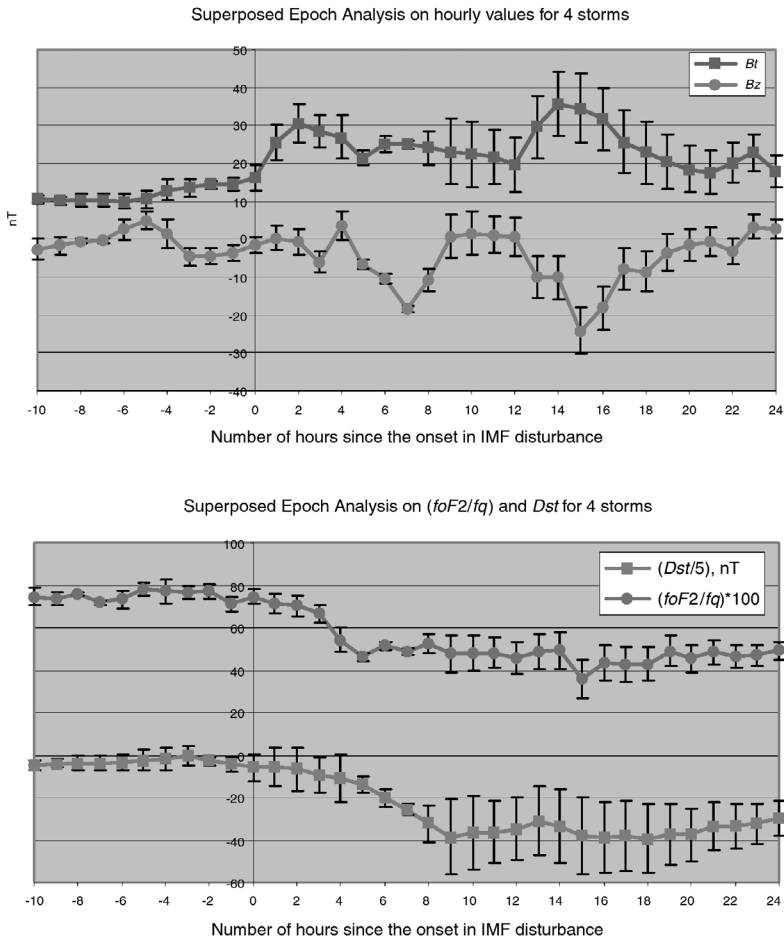 Superposed Epoch Analysis on hourly values for 4 storms
50
40
30
20
10
0
-10
-20
-30
-40
nT
Bt
Bz
-10 -8 -6 -4 -2 0 2 4 6 8 10 12 14 16 18 20 22 24
Number of hours since the onset in IMF disturbance
Superposed Epoch Analysis on (foF2/fq) and Dst for 4 storms
100
80
60
40
20
0
-20
-40
-60
(Dst/5), nT
(foF2/fq)*100
-10 -8 -6 -4 -2 0 2 4 6 8 10 12 14 16 18 20 22 24
Number of hours since the onset in IMF disturbance